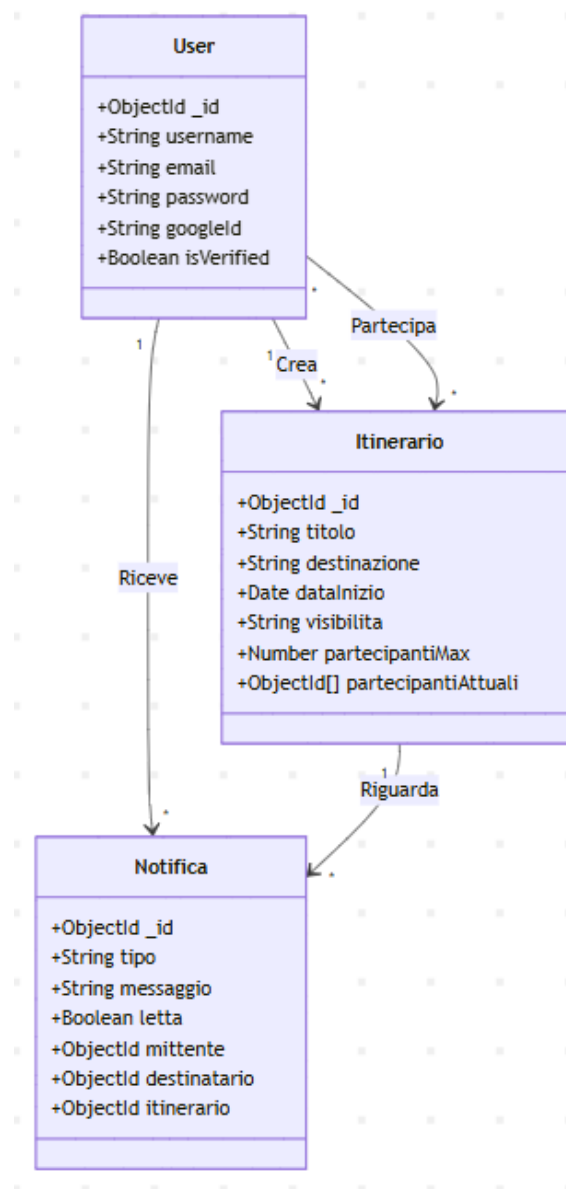 User
+ObjectId _id
+String username
+String email
+String password
+String googleId
+Boolean isVerified
*
1
Partecipa
1
Crea
*
*
Itinerario
+ObjectId _id
+String titolo
+String destinazione
+Date dataInizio
+String visibilita
+Number partecipantiMax
+ObjectId[] partecipantiAttuali
Riceve
1
Riguarda
*
*
Notifica
+ObjectId _id
+String tipo
+String messaggio
+Boolean letta
+ObjectId mittente
+ObjectId destinatario
+ObjectId itinerario